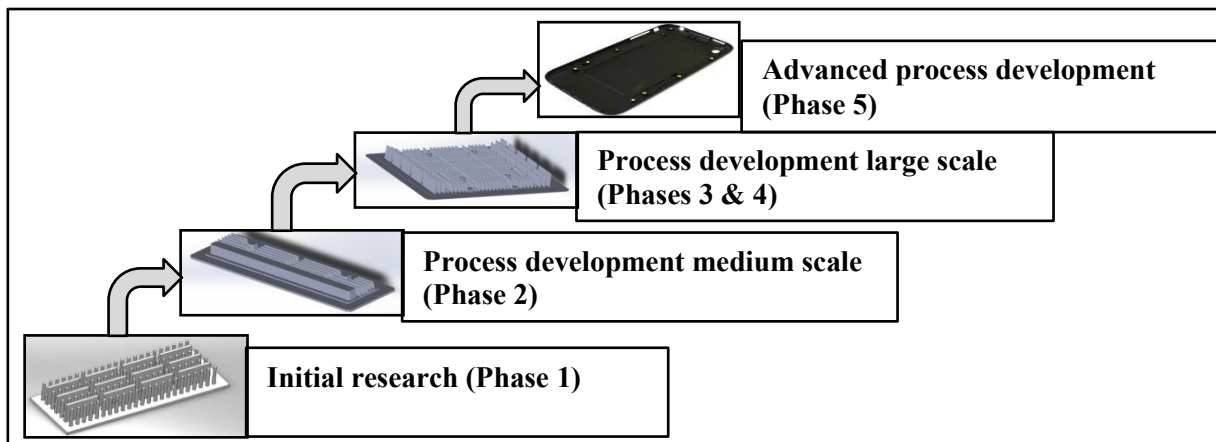 Advanced process development
(Phase 5)
Process development large scale
(Phases 3 & 4)
Process development medium scale
(Phase 2)
Initial research (Phase 1)